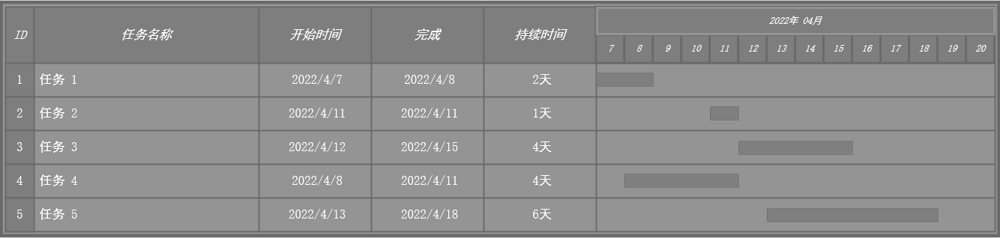 ID 任务名称 开始时间 完成 持续时间 2022年 04月
7 8 9 10 11 12 13 14 15 16 17 18 19 20
1 任务 1 2022/4/7 2022/4/8 2天
2 任务 2 2022/4/11 2022/4/11 1天
3 任务 3 2022/4/12 2022/4/15 4天
4 任务 4 2022/4/8 2022/4/11 4天
5 任务 5 2022/4/13 2022/4/18 6天